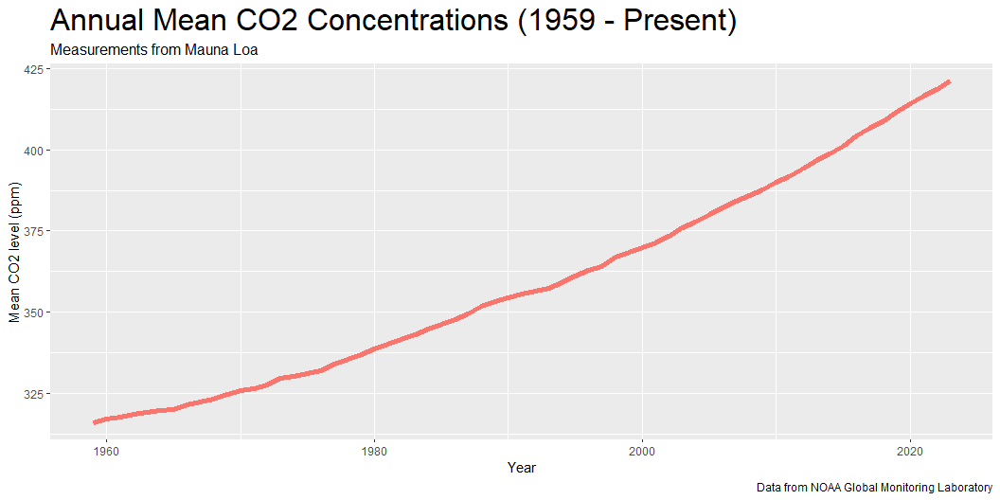 Annual Mean CO2 Concentrations (1959 - Present)
Measurements from Mauna Loa
425
400
375
350
325
Mean CO2 level (ppm)
1960
1980
2000
2020
Year
Data from NOAA Global Monitoring Laboratory